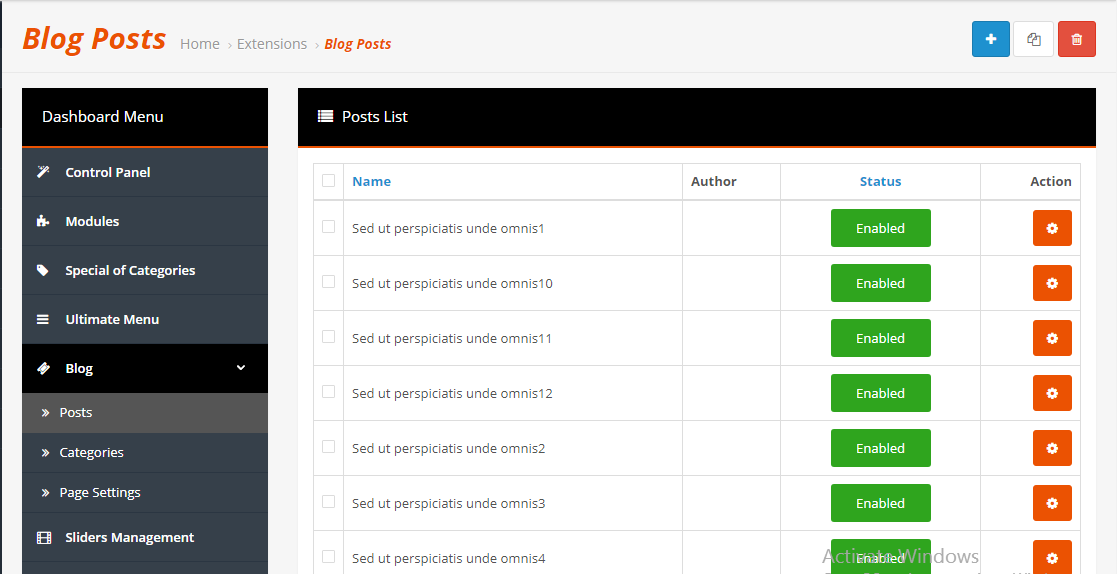 Blog Posts
Home › Extensions › Blog Posts
Dashboard Menu
Control Panel
Modules
Special of Categories
Ultimate Menu
Blog
» Posts
» Categories
» Page Settings
Sliders Management
Posts List
Name Author Status Action
Sed ut perspiciatis unde omnis1 Enabled
Sed ut perspiciatis unde omnis10 Enabled
Sed ut perspiciatis unde omnis11 Enabled
Sed ut perspiciatis unde omnis12 Enabled
Sed ut perspiciatis unde omnis2 Enabled
Sed ut perspiciatis unde omnis3 Enabled
Sed ut perspiciatis unde omnis4 Enabled
Activate Windows